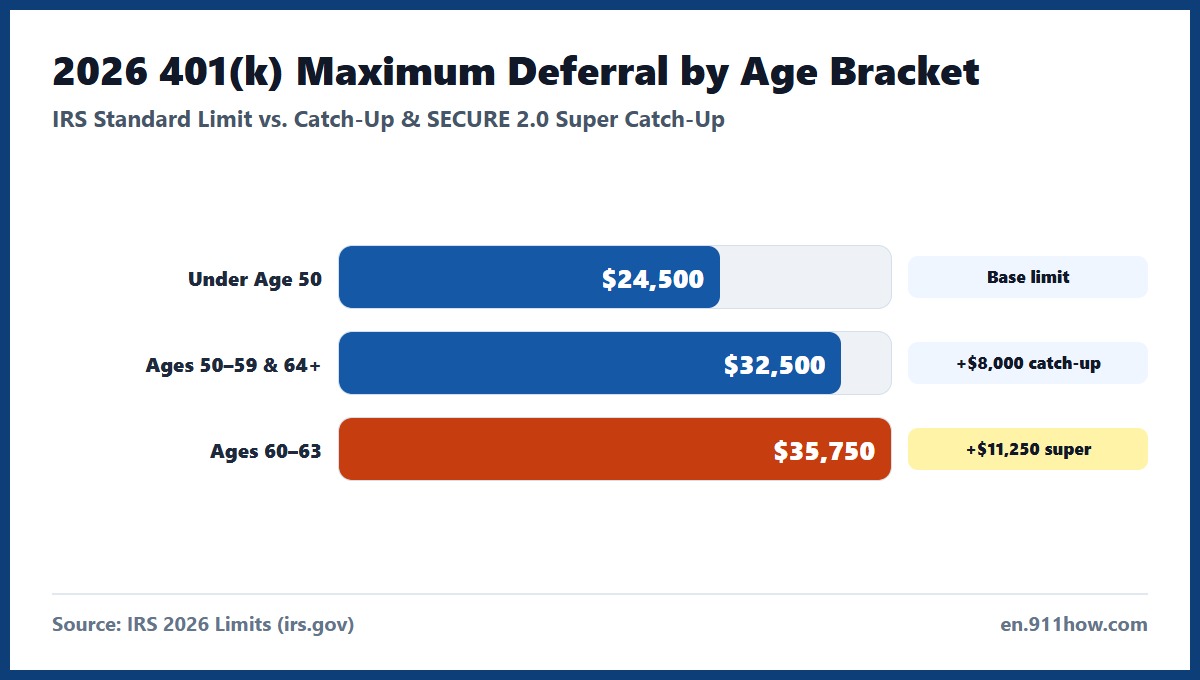 2026 401(k) Maximum Deferral by Age Bracket
IRS Standard Limit vs. Catch-Up & SECURE 2.0 Super Catch-Up
Under Age 50
$24,500
Base limit
Ages 50–59 & 64+
$32,500
+$8,000 catch-up
Ages 60–63
$35,750
+$11,250 super
Source: IRS 2026 Limits (irs.gov)
en.911how.com